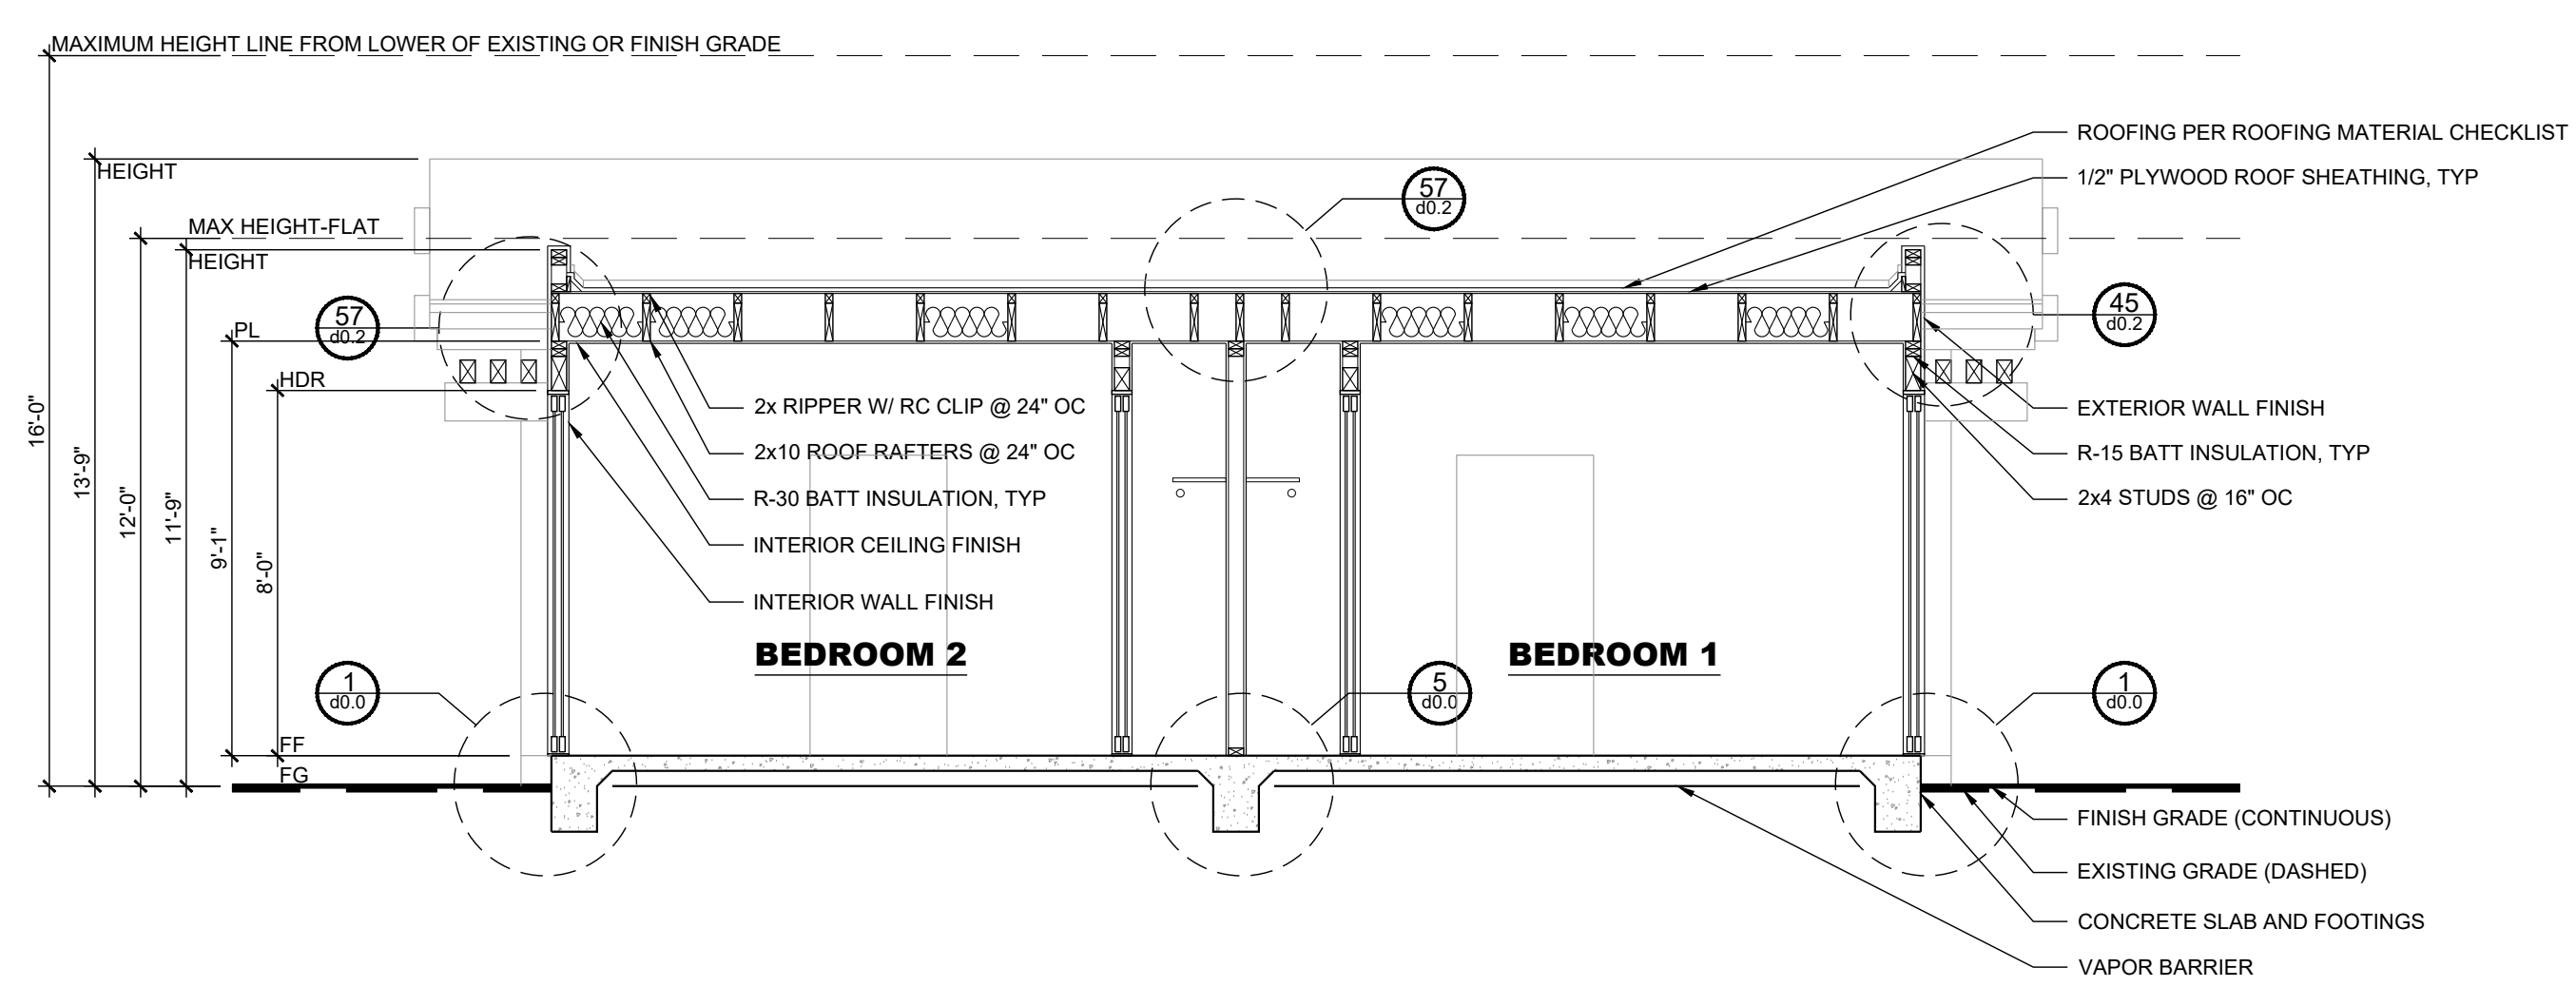 MAXIMUM HEIGHT LINE FROM LOWER OF EXISTING OR FINISH GRADE
ROOFING PER ROOFING MATERIAL CHECKLIST
HEIGHT
1/2" PLYWOOD ROOF SHEATHING, TYP
57
d0.2
MAX HEIGHT-FLAT
HEIGHT
57
d0.2
45
d0.2
PL
HDR
2x RIPPER W/ RC CLIP @ 24" OC
EXTERIOR WALL FINISH
2x10 ROOF RAFTERS @ 24" OC
R-15 BATT INSULATION, TYP
R-30 BATT INSULATION, TYP
2x4 STUDS @ 16" OC
INTERIOR CEILING FINISH
INTERIOR WALL FINISH
16'-0"
13'-9"
12'-0"
11'-9"
9'-1"
8'-0"
BEDROOM 2
BEDROOM 1
1
d0.0
5
d0.0
1
d0.0
FF
FG
FINISH GRADE (CONTINUOUS)
EXISTING GRADE (DASHED)
CONCRETE SLAB AND FOOTINGS
VAPOR BARRIER